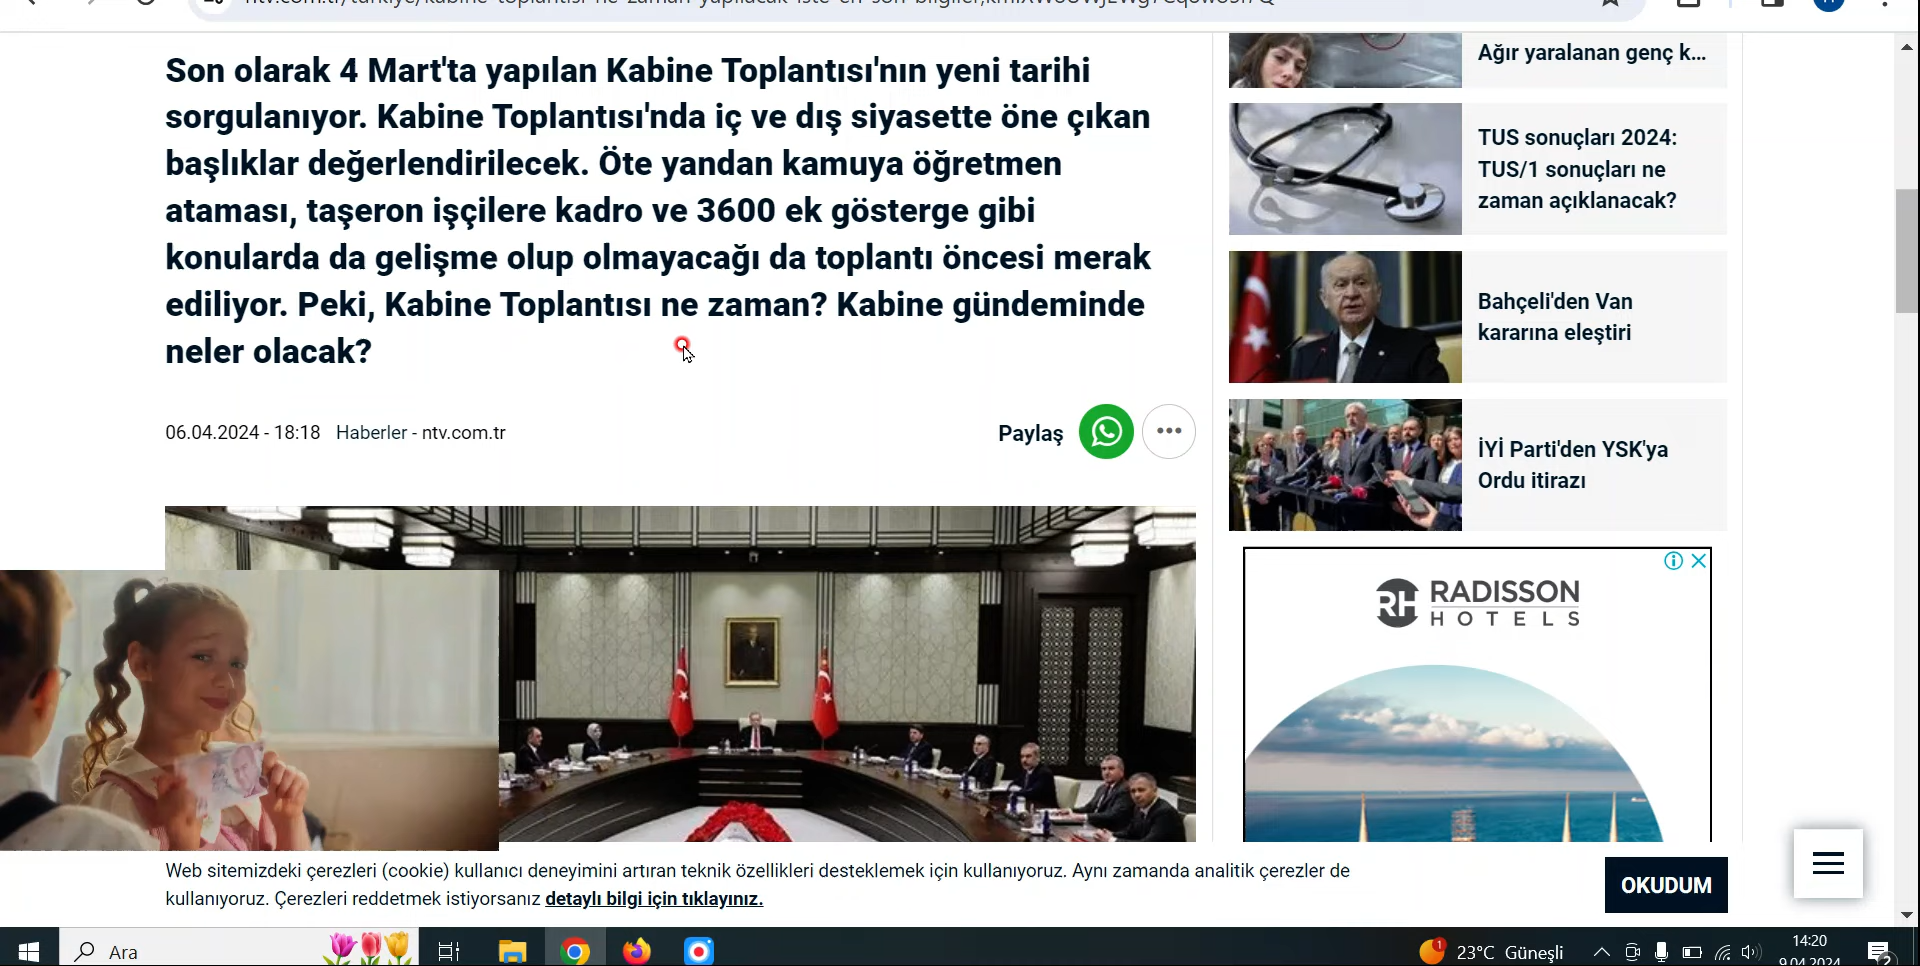 Son olarak 4 Mart'ta yapılan Kabine Toplantısı'nın yeni tarihi
sorgulanıyor. Kabine Toplantısı'nda iç ve dış siyasette öne çıkan
başlıklar değerlendirilecek. Öte yandan kamuya öğretmen
ataması, taşeron işçilere kadro ve 3600 ek gösterge gibi
konularda da gelişme olup olmayacağı da toplantı öncesi merak
ediliyor. Peki, Kabine Toplantısı ne zaman? Kabine gündeminde
neler olacak?
06.04.2024 - 18:18 Haberler - ntv.com.tr
Paylaş
Ağır yaralanan genç k...
TUS sonuçları 2024:
TUS/1 sonuçları ne
zaman açıklanacak?
Bahçeli'den Van
kararına eleştiri
İYİ Parti'den YSK'ya
Ordu itirazı
RH RADISSON
HOTELS
Web sitemizdeki çerezleri (cookie) kullanıcı deneyimini artıran teknik özellikleri desteklemek için kullanıyoruz. Aynı zamanda analitik çerezler de
kullanıyoruz. Çerezleri reddetmek istiyorsanız detaylı bilgi için tıklayınız.
OKUDUM
Ara
1
23°C Güneşli
14:20
9.04.2024
2